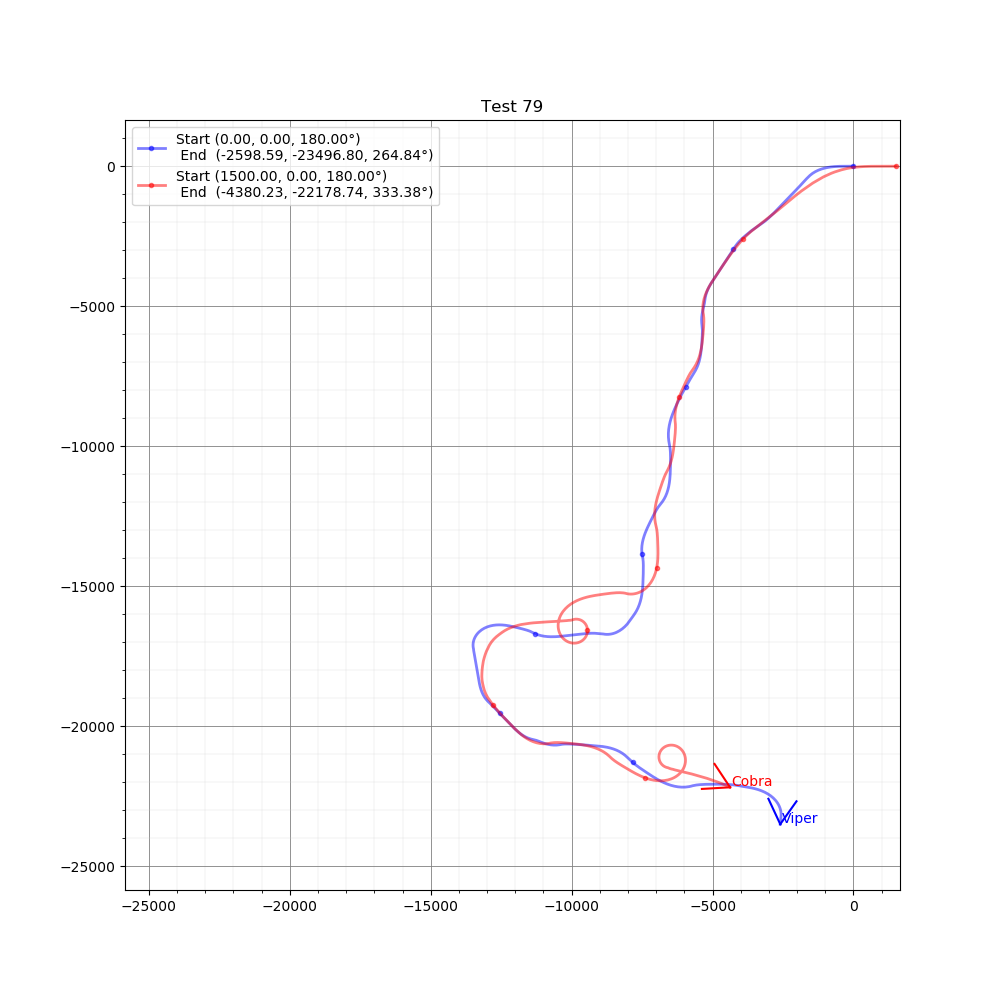 Test 79
Start (0.00, 0.00, 180.00°)
End (-2598.59, -23496.80, 264.84°)
Start (1500.00, 0.00, 180.00°)
End (-4380.23, -22178.74, 333.38°)
0
−5000
−10000
−15000
−20000
−25000
Cobra
Viper
−25000 −20000 −15000 −10000 −5000 0